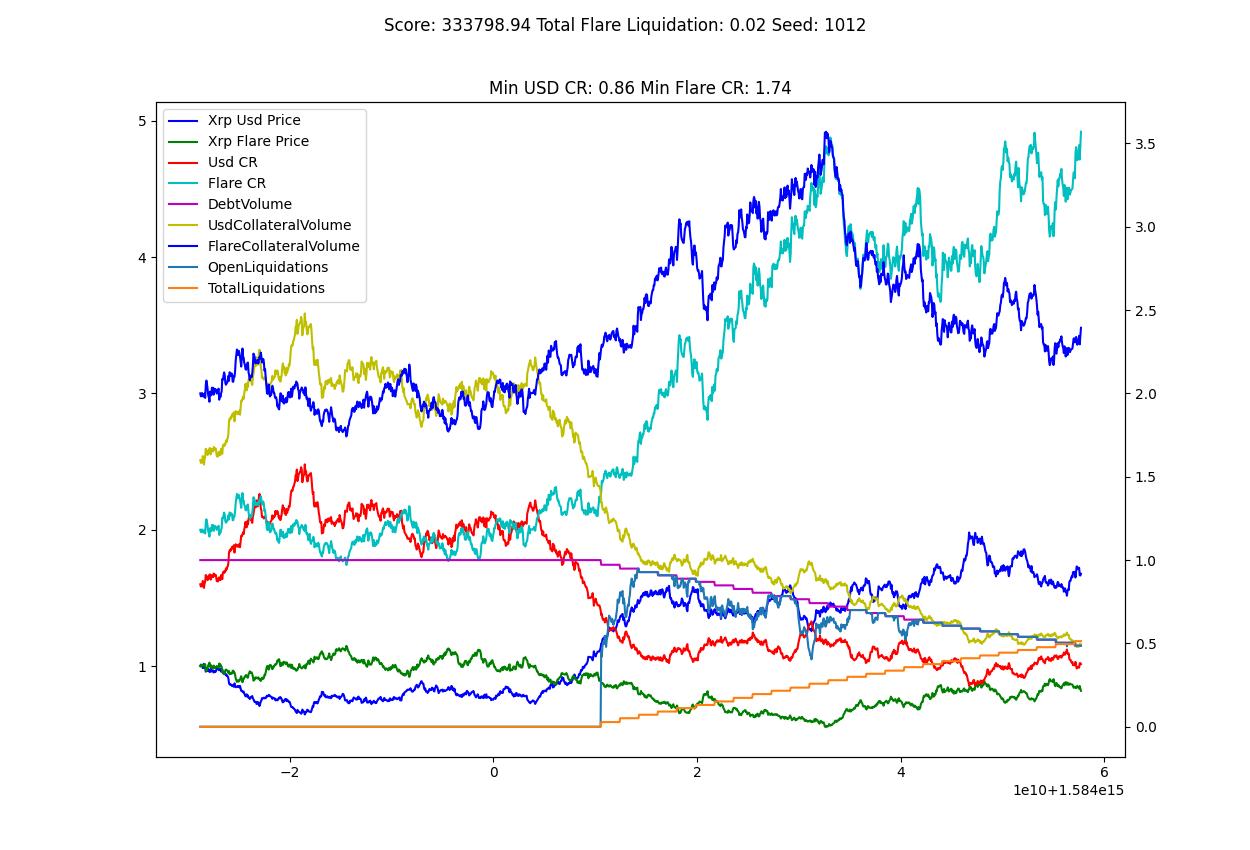 Score: 333798.94 Total Flare Liquidation: 0.02 Seed: 1012
Min USD CR: 0.86 Min Flare CR: 1.74
Xrp Usd Price
Xrp Flare Price
Usd CR
Flare CR
DebtVolume
UsdCollateralVolume
FlareCollateralVolume
OpenLiquidations
TotalLiquidations
5
4
3
2
1
3.5
3.0
2.5
2.0
1.5
1.0
0.5
0.0
−2 0 2 4 6
1e10+1.584e15